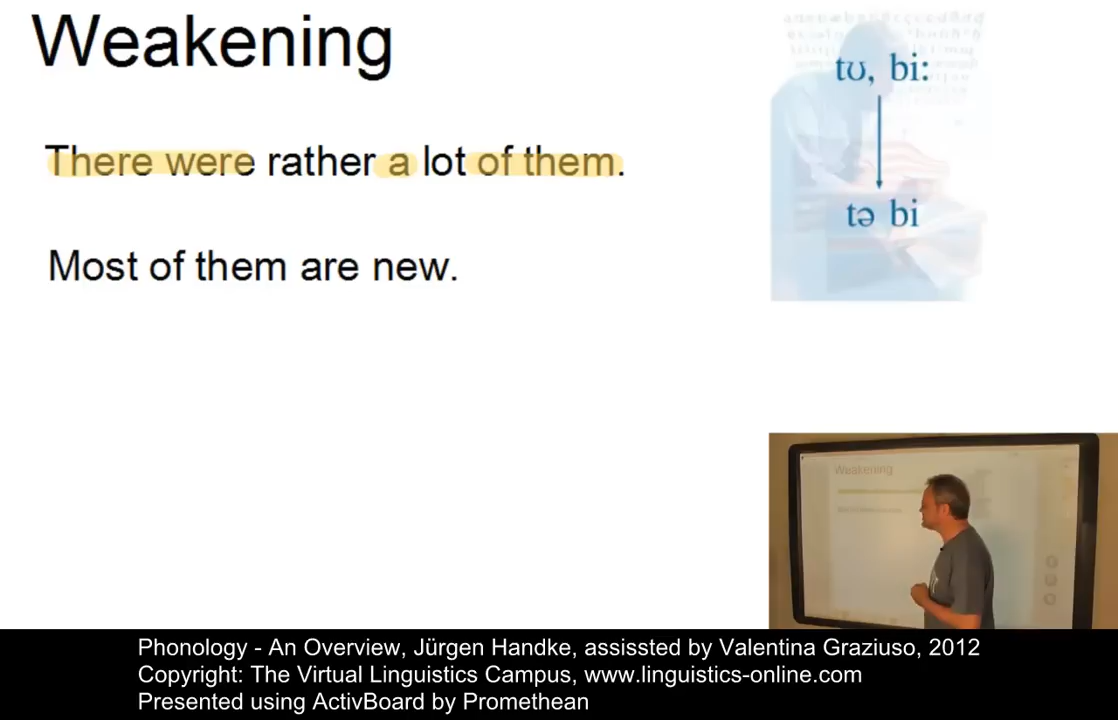 Weakening
There were rather a lot of them.
Most of them are new.
tʊ, bi:
tə bi
Weakening
Phonology - An Overview, Jürgen Handke, assissted by Valentina Graziuso, 2012
Copyright: The Virtual Linguistics Campus, www.linguistics-online.com
Presented using ActivBoard by Promethean